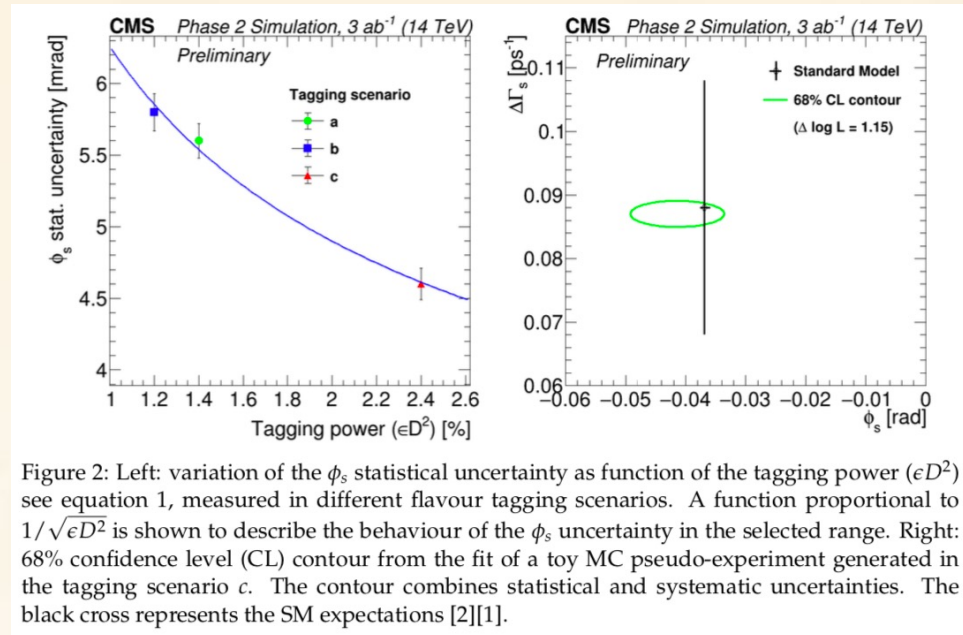 CMS Phase 2 Simulation, 3 ab⁻¹ (14 TeV)
Preliminary
ϕₛ stat. uncertainty [mrad]
6
5.5
5
4.5
4
Tagging scenario
a
b
c
1 1.2 1.4 1.6 1.8 2 2.2 2.4 2.6
Tagging power (ϵD²) [%]
CMS Phase 2 Simulation, 3 ab⁻¹ (14 TeV)
Preliminary
ΔΓₛ [ps⁻¹]
0.11
0.1
0.09
0.08
0.07
0.06
Standard Model
68% CL contour
(Δ log L = 1.15)
−0.06 −0.05 −0.04 −0.03 −0.02 −0.01 0
ϕₛ [rad]
Figure 2: Left: variation of the ϕₛ statistical uncertainty as function of the tagging power (ϵD²)
see equation 1, measured in different flavour tagging scenarios. A function proportional to
1/√ϵD² is shown to describe the behaviour of the ϕₛ uncertainty in the selected range. Right:
68% confidence level (CL) contour from the fit of a toy MC pseudo-experiment generated in
the tagging scenario c. The contour combines statistical and systematic uncertainties. The
black cross represents the SM expectations [2][1].